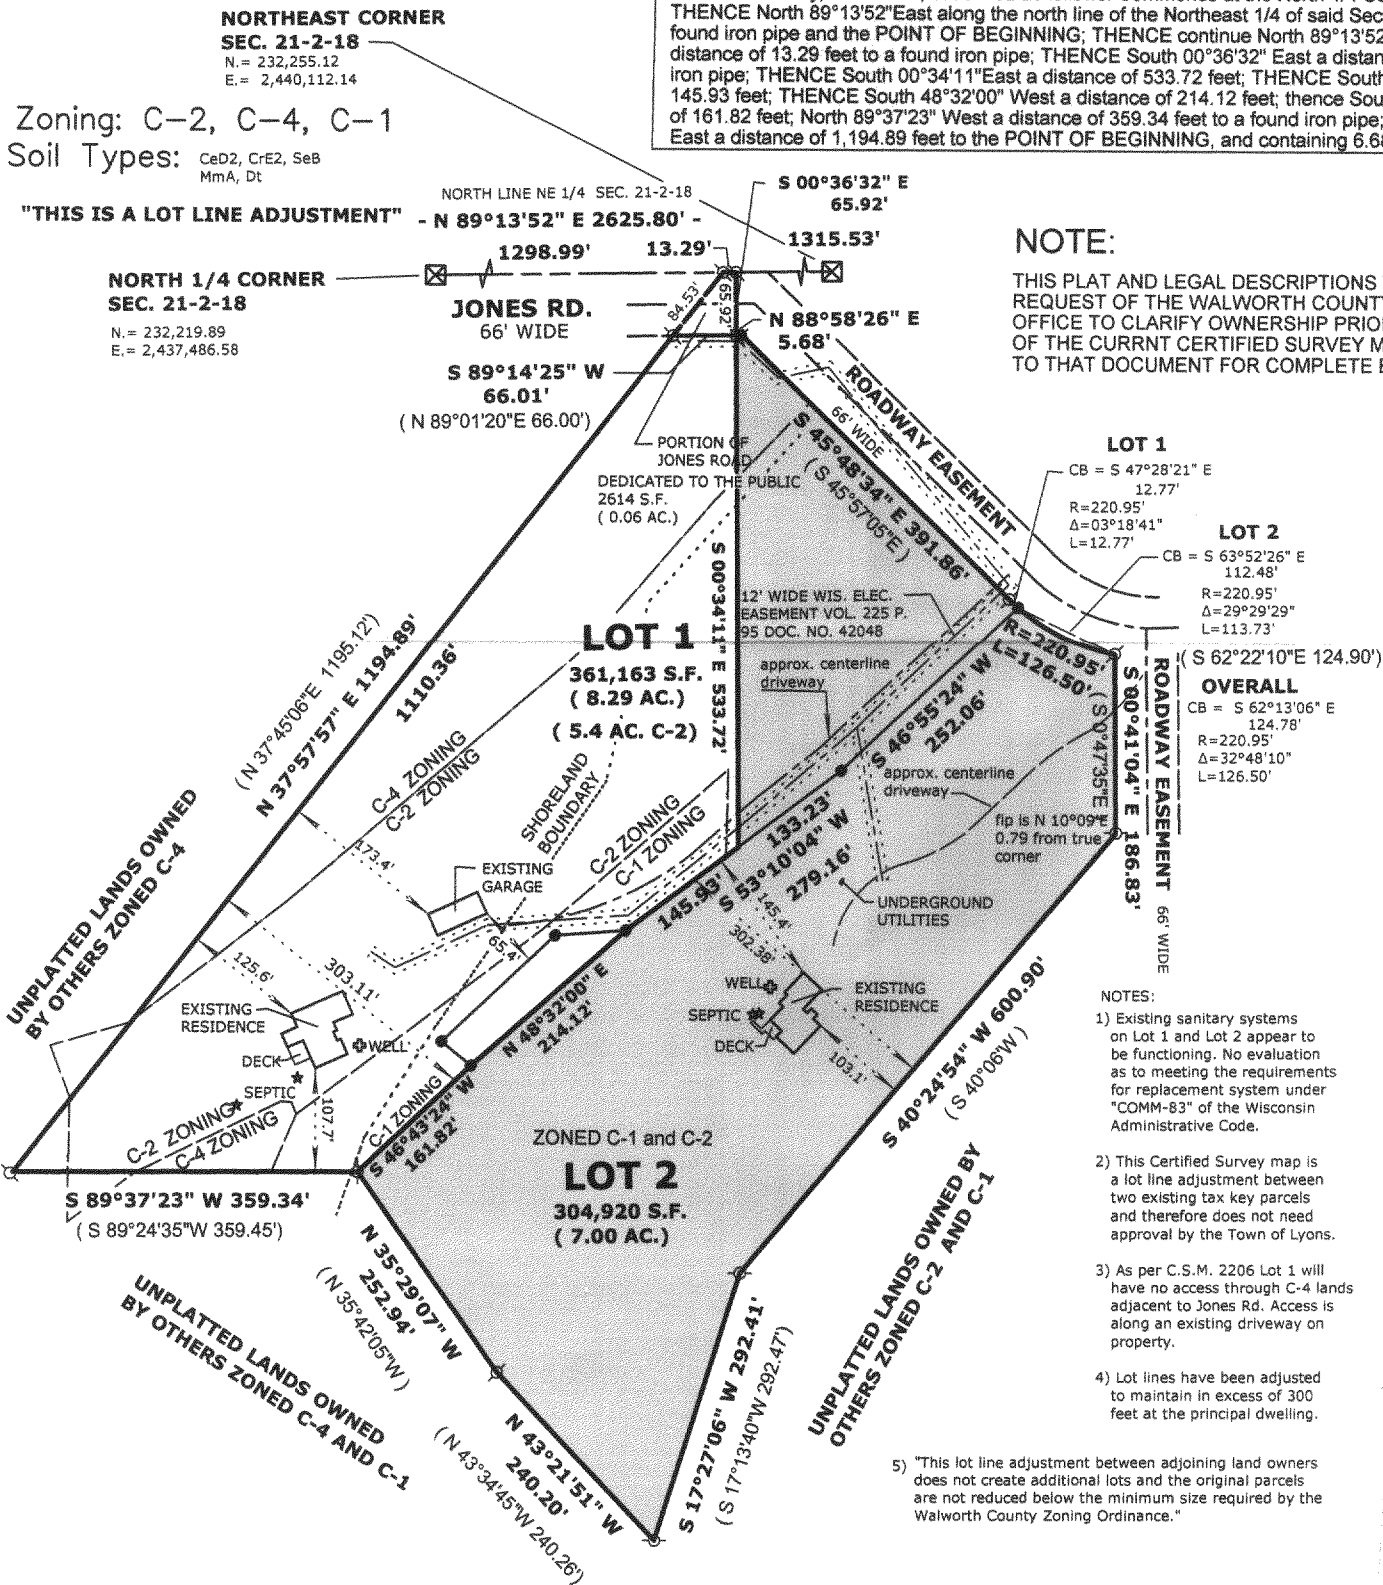 NORTHEAST CORNER
SEC. 21-2-18
N.= 232,255.12
E.= 2,440,112.14
THENCE North 89°13'52"East along the north line of the Northeast 1/4 of said Sec
found iron pipe and the POINT OF BEGINNING; THENCE continue North 89°13'52
distance of 13.29 feet to a found iron pipe; THENCE South 00°36'32" East a distan
iron pipe; THENCE South 00°34'11"East a distance of 533.72 feet; THENCE South
145.93 feet; THENCE South 48°32'00" West a distance of 214.12 feet; thence Sou
of 161.82 feet; North 89°37'23" West a distance of 359.34 feet to a found iron pipe;
East a distance of 1,194.89 feet to the POINT OF BEGINNING, and containing 6.68
Zoning: C-2, C-4, C-1
Soil Types: CeD2, CrE2, SeB
MmA, Dt
"THIS IS A LOT LINE ADJUSTMENT"
NORTH LINE NE 1/4 SEC. 21-2-18
- N 89°13'52" E 2625.80' -
S 00°36'32" E
65.92'
1298.99'
13.29'
1315.53'
NORTH 1/4 CORNER
SEC. 21-2-18
N.= 232,219.89
E.= 2,437,486.58
NOTE:
THIS PLAT AND LEGAL DESCRIPTIONS
REQUEST OF THE WALWORTH COUNTY
OFFICE TO CLARIFY OWNERSHIP PRIO
OF THE CURRNT CERTIFIED SURVEY M
TO THAT DOCUMENT FOR COMPLETE
JONES RD.
66' WIDE
84.53'
65.92'
N 88°58'26" E
5.68'
S 89°14'25" W
66.01'
( N 89°01'20"E 66.00')
PORTION OF
JONES ROAD
DEDICATED TO THE PUBLIC
2614 S.F.
( 0.06 AC.)
ROADWAY EASEMENT
66' WIDE
S 45°48'34" E 391.86'
( S 45°57'05"E )
LOT 1
CB = S 47°28'21" E
12.77'
R=220.95'
Δ=03°18'41"
L=12.77'
LOT 2
CB = S 63°52'26" E
112.48'
R=220.95'
Δ=29°29'29"
L=113.73'
( S 62°22'10"E 124.90')
OVERALL
CB = S 62°13'06" E
124.78'
R=220.95'
Δ=32°48'10"
L=126.50'
S 00°34'11" E 533.72'
12' WIDE WIS. ELEC.
EASEMENT VOL. 225 P.
95 DOC. NO. 42048
LOT 1
361,163 S.F.
( 8.29 AC.)
( 5.4 AC. C-2)
approx. centerline
driveway
R=220.95'
L=126.50'
S 46°55'24" W
252.06'
( S 0°47'35"E )
S 00°41'04" E 186.83'
ROADWAY EASEMENT 66' WIDE
( N 37°45'06"E 1195.12')
N 37°57'57" E 1194.89'
1110.36'
C-4 ZONING
C-2 ZONING
SHORELAND
BOUNDARY
C-2 ZONING
C-1 ZONING
approx. centerline
driveway
fip is N 10°09'E
0.79 from true
corner
133.23'
S 53°10'04" W
279.16'
145.93'
UNPLATTED LANDS OWNED
BY OTHERS ZONED C-4
173.4'
EXISTING
GARAGE
65.4'
UNDERGROUND
UTILITIES
145.4'
302.38'
125.6'
303.11'
EXISTING
RESIDENCE
WELL
DECK
SEPTIC
107.7'
N 48°32'00" E
214.12'
WELL
SEPTIC
DECK
EXISTING
RESIDENCE
103.1'
C-2 ZONING
C-4 ZONING
C-1 ZONING
S 46°43'24" W
161.82'
S 40°24'54" W 600.90'
( S 40°06'W )
NOTES:
1) Existing sanitary systems
on Lot 1 and Lot 2 appear to
be functioning. No evaluation
as to meeting the requirements
for replacement system under
"COMM-83" of the Wisconsin
Administrative Code.
2) This Certified Survey map is
a lot line adjustment between
two existing tax key parcels
and therefore does not need
approval by the Town of Lyons.
3) As per C.S.M. 2206 Lot 1 will
have no access through C-4 lands
adjacent to Jones Rd. Access is
along an existing driveway on
property.
4) Lot lines have been adjusted
to maintain in excess of 300
feet at the principal dwelling.
5) "This lot line adjustment between adjoining land owners
does not create additional lots and the original parcels
are not reduced below the minimum size required by the
Walworth County Zoning Ordinance."
ZONED C-1 and C-2
LOT 2
304,920 S.F.
( 7.00 AC.)
S 89°37'23" W 359.34'
( S 89°24'35"W 359.45')
N 35°29'07" W
252.94'
( N 35°42'05"W )
UNPLATTED LANDS OWNED
BY OTHERS ZONED C-4 AND C-1
UNPLATTED LANDS OWNED BY
OTHERS ZONED C-2 AND C-1
N 43°21'51" W
240.20'
( N 43°34'45"W 240.26')
S 17°27'06" W 292.41'
( S 17°13'40"W 292.47')